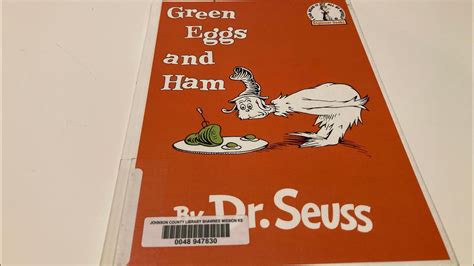 Green
Eggs
and
Ham
By Dr. Seuss
JOHNSON COUNTY LIBRARY SHAWNEE MISSION KS
0048 947830